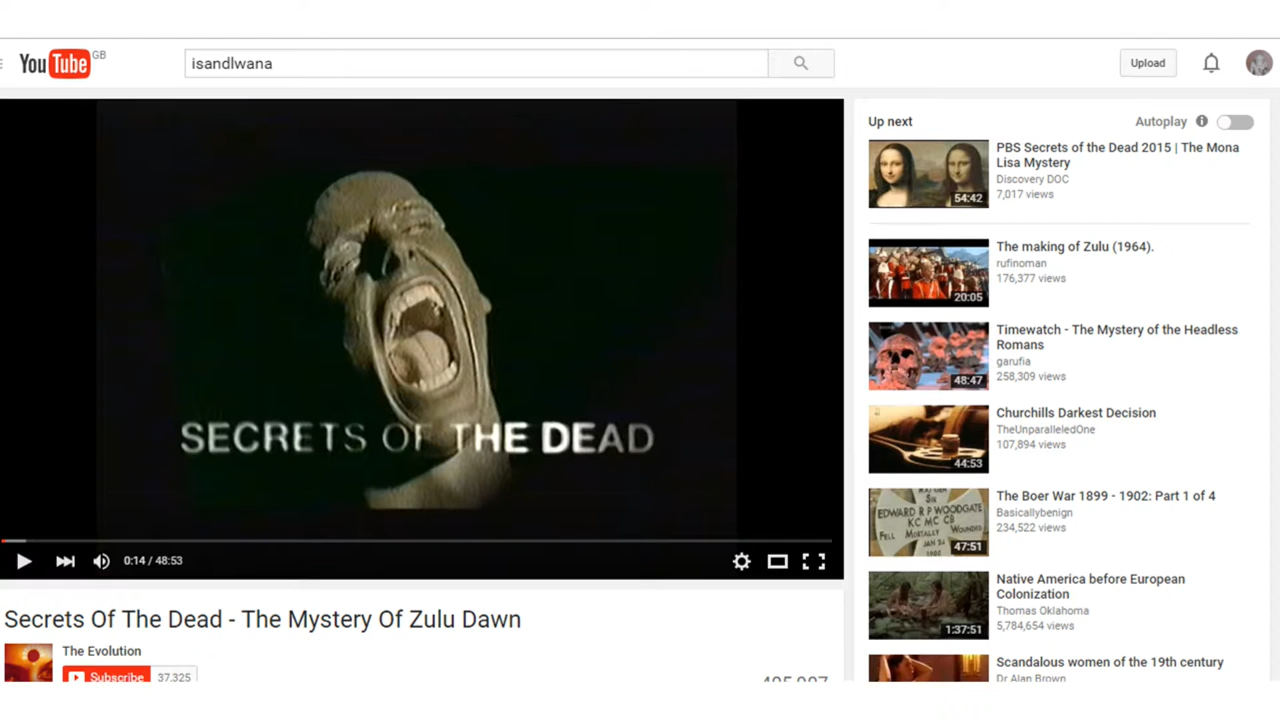 YouTube GB
isandlwana
Upload
SECRETS OF THE DEAD
0:14 / 48:53
Secrets Of The Dead - The Mystery Of Zulu Dawn
The Evolution
Subscribe 37,325
Up next
Autoplay
54:42
PBS Secrets of the Dead 2015 | The Mona
Lisa Mystery
Discovery DOC
7,017 views
20:05
The making of Zulu (1964).
rufinoman
176,377 views
48:47
Timewatch - The Mystery of the Headless
Romans
garufia
258,309 views
44:53
Churchills Darkest Decision
TheUnparalleledOne
107,894 views
EDWARD R P WOODGATE
KC MC CB
FELL MORTALLY WOUNDED
47:51
The Boer War 1899 - 1902: Part 1 of 4
Basicallybenign
234,522 views
1:37:51
Native America before European
Colonization
Thomas Oklahoma
5,784,654 views
Scandalous women of the 19th century
Dr Alan Brown